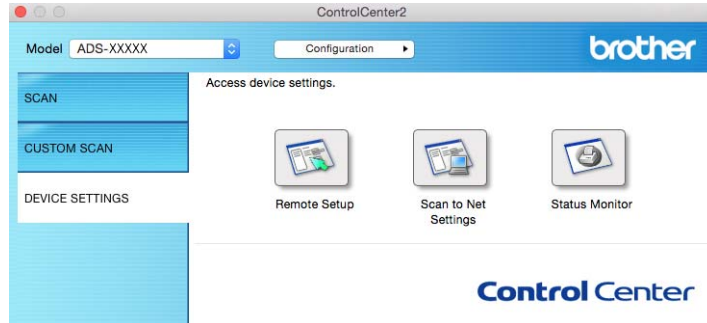 ControlCenter2
Model ADS-XXXXX Configuration brother
SCAN
CUSTOM SCAN
DEVICE SETTINGS
Access device settings.
Remote Setup Scan to Net Settings Status Monitor
Control Center